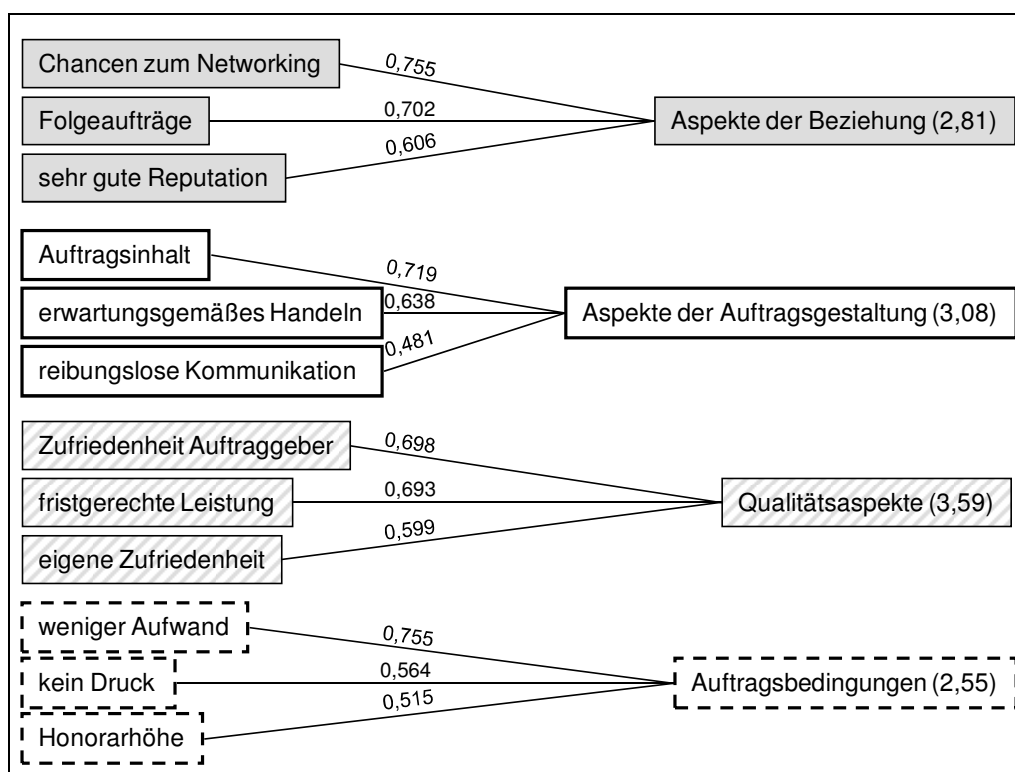 Chancen zum Networking
0,755
Folgeaufträge
0,702
Aspekte der Beziehung (2,81)
0,606
sehr gute Reputation
Auftragsinhalt
0,719
erwartungsgemäßes Handeln
0,638
Aspekte der Auftragsgestaltung (3,08)
0,481
reibungslose Kommunikation
Zufriedenheit Auftraggeber
0,698
fristgerechte Leistung
0,693
Qualitätsaspekte (3,59)
0,599
eigene Zufriedenheit
weniger Aufwand
0,755
kein Druck
0,564
Auftragsbedingungen (2,55)
0,515
Honorarhöhe